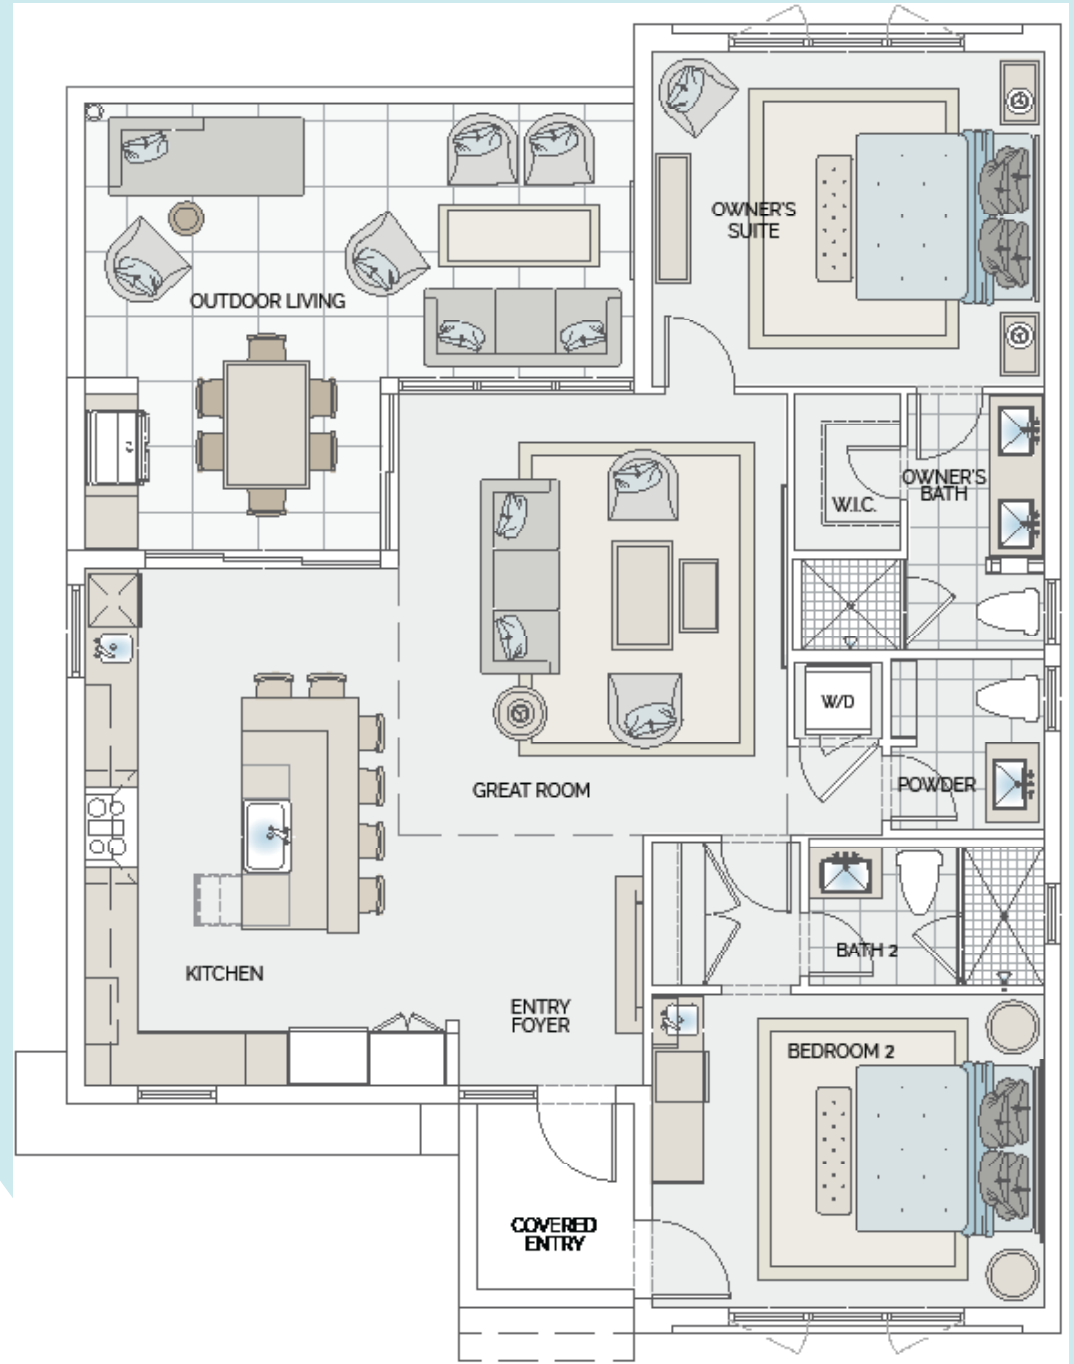 OWNER'S
SUITE
OUTDOOR LIVING
OWNER'S
BATH
W.I.C.
W/D
POWDER
GREAT ROOM
BATH 2
KITCHEN
ENTRY
FOYER
BEDROOM 2
COVERED
ENTRY